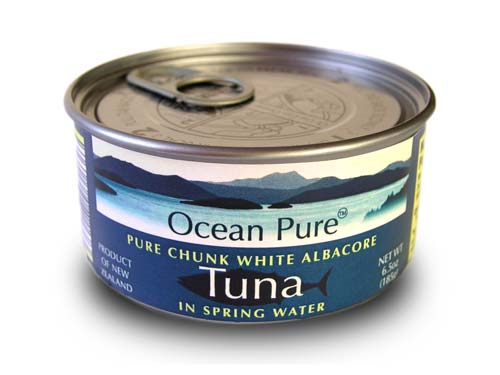 Ocean Pure™
PURE CHUNK WHITE ALBACORE
PRODUCT
OF NEW
ZEALAND
Tuna
IN SPRING WATER
NET WT
6.5oz
(185g)